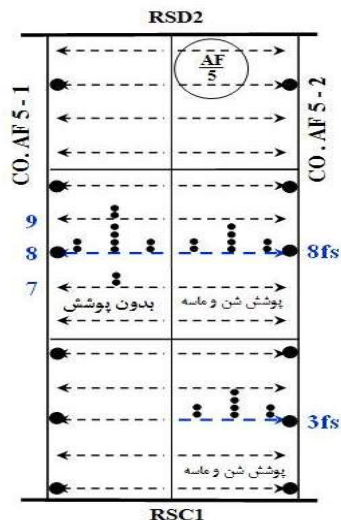 RSD2
AF
5
CO. AF 5 - 1
CO. AF 5 - 2
9
8
8fs
7
بدون پوشش
پوشش شن و ماسه
3fs
پوشش شن و ماسه
RSC1